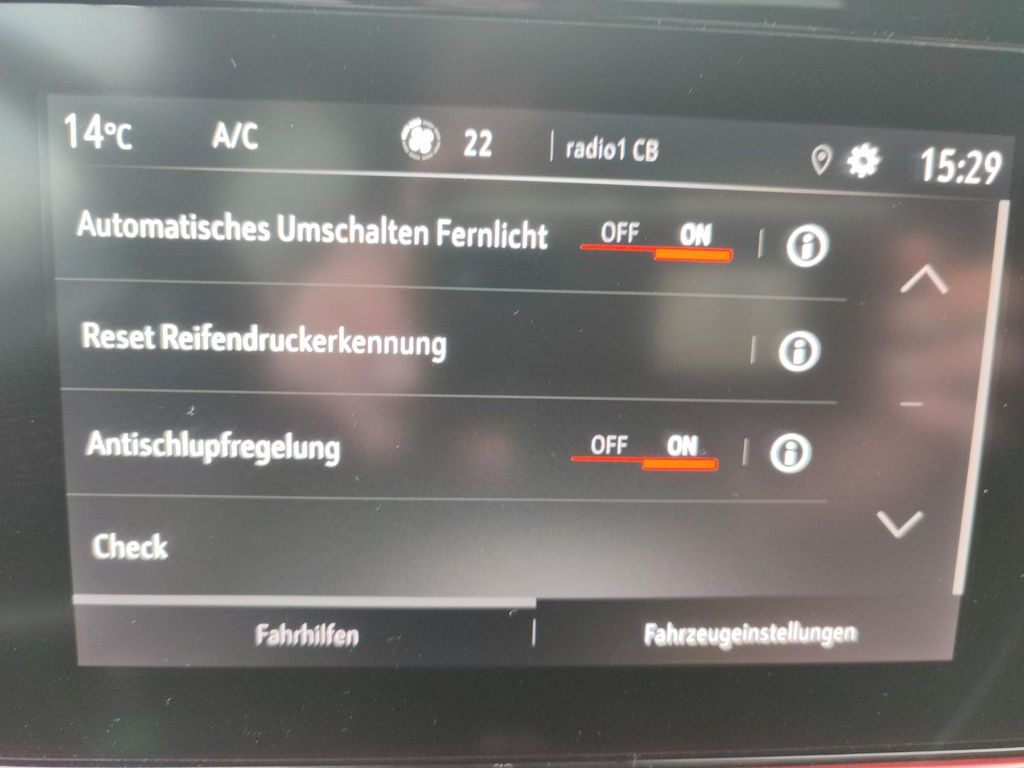 14°C A/C 22 radio1 CB 15:29
Automatisches Umschalten Fernlicht OFF ON
Reset Reifendruckerkennung
Antischlupfregelung OFF ON
Check
Fahrhilfen Fahrzeugeinstellungen